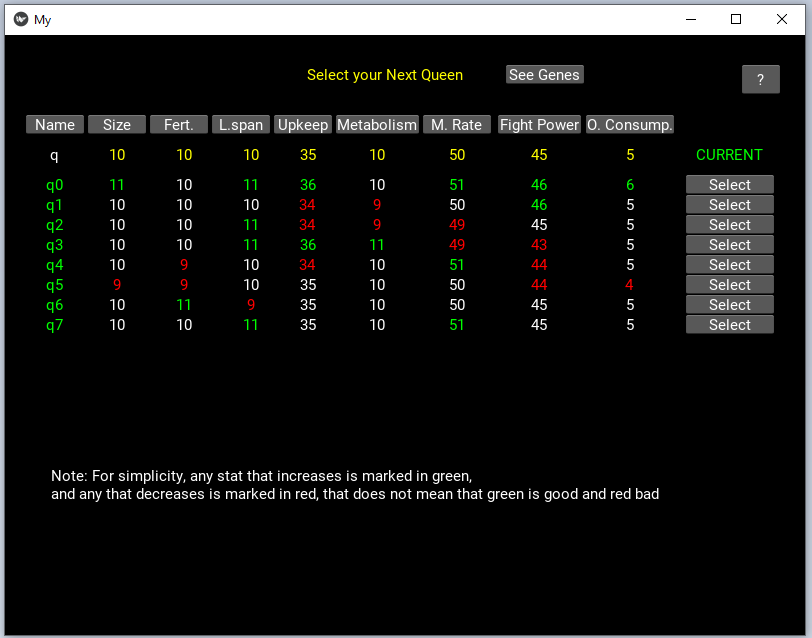 My
Select your Next Queen See Genes
?
Name Size Fert. L.span Upkeep Metabolism M. Rate Fight Power O. Consump.
q 10 10 10 35 10 50 45 5 CURRENT
q0 11 10 11 36 10 51 46 6 Select
q1 10 10 10 34 9 50 46 5 Select
q2 10 10 11 34 9 49 45 5 Select
q3 10 10 11 36 11 49 43 5 Select
q4 10 9 10 34 10 51 44 5 Select
q5 9 9 10 35 10 50 44 4 Select
q6 10 11 9 35 10 50 45 5 Select
q7 10 10 11 35 10 51 45 5 Select
Note: For simplicity, any stat that increases is marked in green,
and any that decreases is marked in red, that does not mean that green is good and red bad